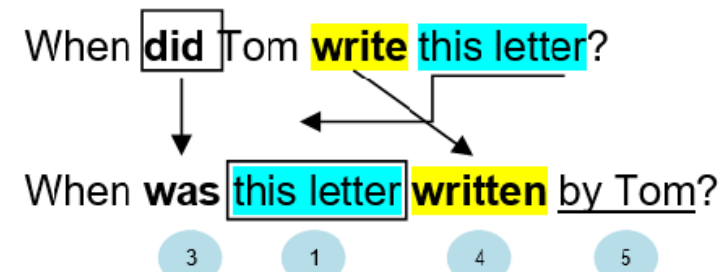 When did Tom write this letter?
When was this letter written by Tom?
3 1 4 5